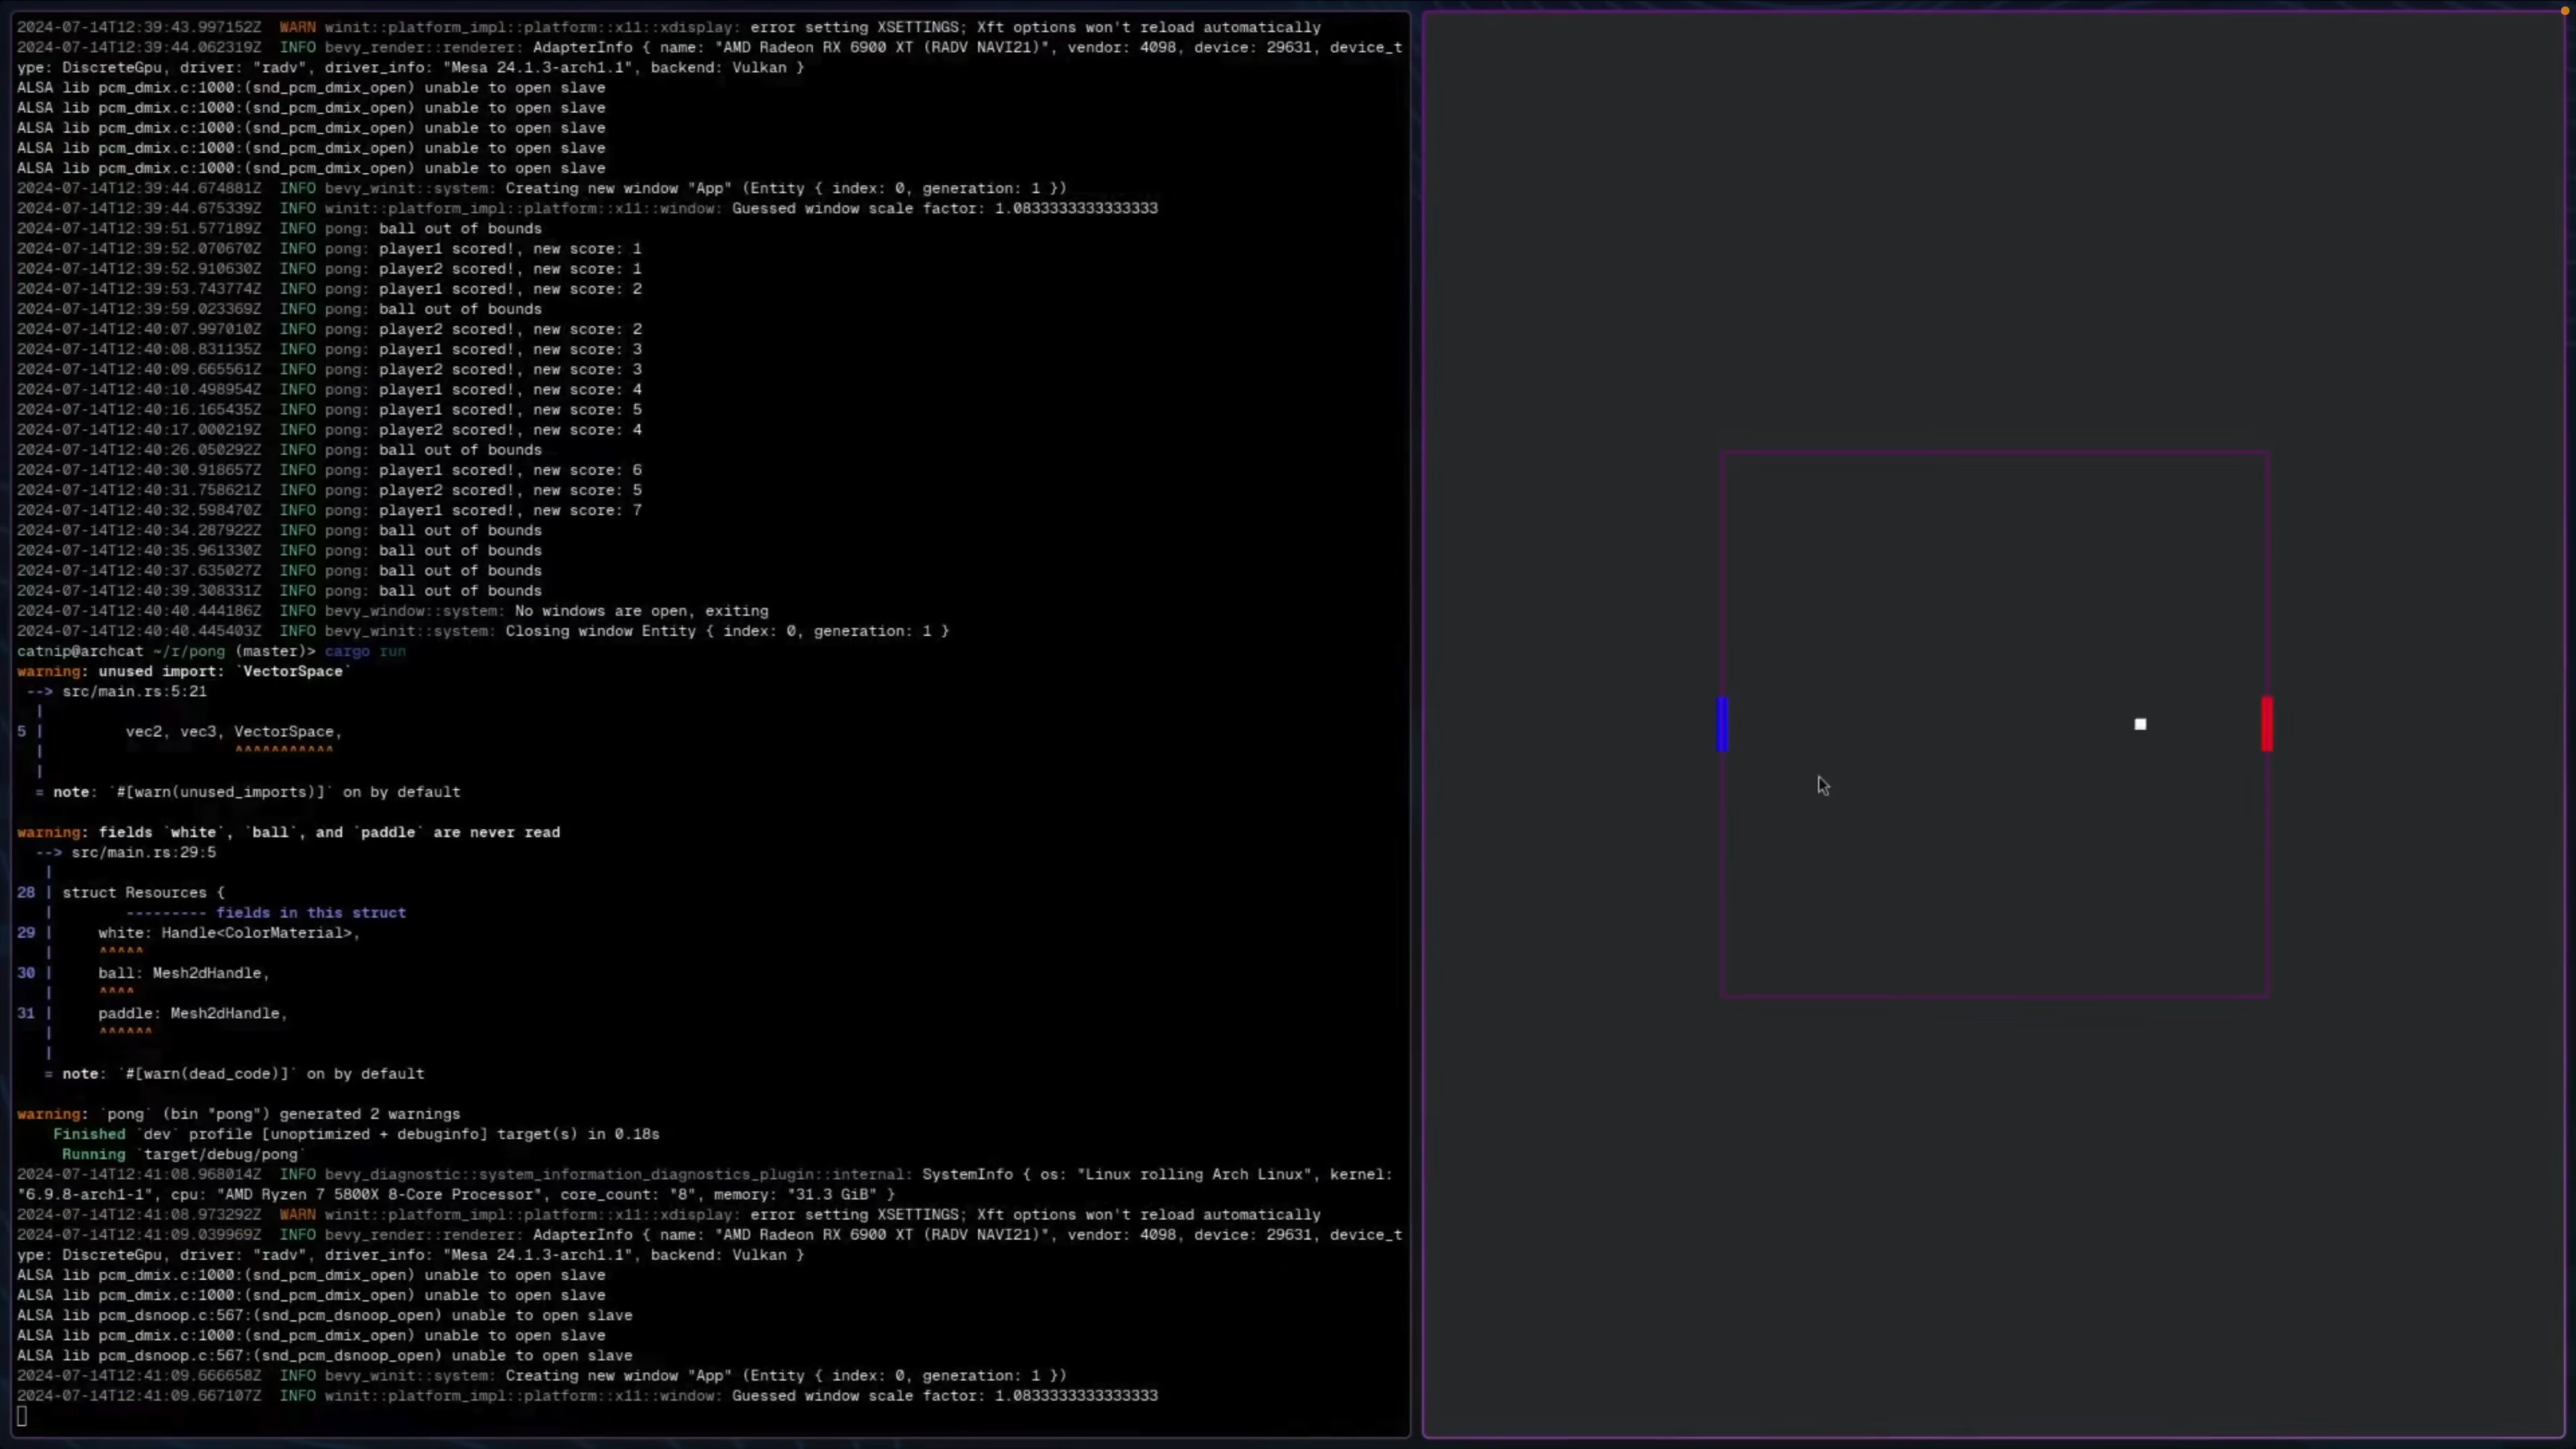 2024-07-14T12:39:43.997152Z  WARN winit::platform_impl::platform::x11::xdisplay: error setting XSETTINGS; Xft options won't reload automatically
2024-07-14T12:39:44.062319Z  INFO bevy_render::renderer: AdapterInfo { name: "AMD Radeon RX 6900 XT (RADV NAVI21)", vendor: 4098, device: 29631, device_t
ype: DiscreteGpu, driver: "radv", driver_info: "Mesa 24.1.3-arch1.1", backend: Vulkan }
ALSA lib pcm_dmix.c:1000:(snd_pcm_dmix_open) unable to open slave
ALSA lib pcm_dmix.c:1000:(snd_pcm_dmix_open) unable to open slave
ALSA lib pcm_dmix.c:1000:(snd_pcm_dmix_open) unable to open slave
ALSA lib pcm_dmix.c:1000:(snd_pcm_dmix_open) unable to open slave
ALSA lib pcm_dmix.c:1000:(snd_pcm_dmix_open) unable to open slave
2024-07-14T12:39:44.674881Z  INFO bevy_winit::system: Creating new window "App" (Entity { index: 0, generation: 1 })
2024-07-14T12:39:44.675339Z  INFO winit::platform_impl::platform::x11::window: Guessed window scale factor: 1.0833333333333333
2024-07-14T12:39:51.577189Z  INFO pong: ball out of bounds
2024-07-14T12:39:52.070670Z  INFO pong: player1 scored!, new score: 1
2024-07-14T12:39:52.910630Z  INFO pong: player2 scored!, new score: 1
2024-07-14T12:39:53.743774Z  INFO pong: player1 scored!, new score: 2
2024-07-14T12:39:59.023369Z  INFO pong: ball out of bounds
2024-07-14T12:40:07.997010Z  INFO pong: player2 scored!, new score: 2
2024-07-14T12:40:08.831135Z  INFO pong: player1 scored!, new score: 3
2024-07-14T12:40:09.665561Z  INFO pong: player2 scored!, new score: 3
2024-07-14T12:40:10.498954Z  INFO pong: player1 scored!, new score: 4
2024-07-14T12:40:16.165435Z  INFO pong: player1 scored!, new score: 5
2024-07-14T12:40:17.000219Z  INFO pong: player2 scored!, new score: 4
2024-07-14T12:40:26.050292Z  INFO pong: ball out of bounds
2024-07-14T12:40:30.918657Z  INFO pong: player1 scored!, new score: 6
2024-07-14T12:40:31.758621Z  INFO pong: player2 scored!, new score: 5
2024-07-14T12:40:32.598470Z  INFO pong: player1 scored!, new score: 7
2024-07-14T12:40:34.287922Z  INFO pong: ball out of bounds
2024-07-14T12:40:35.961330Z  INFO pong: ball out of bounds
2024-07-14T12:40:37.635027Z  INFO pong: ball out of bounds
2024-07-14T12:40:39.308331Z  INFO pong: ball out of bounds
2024-07-14T12:40:40.444186Z  INFO bevy_window::system: No windows are open, exiting
2024-07-14T12:40:40.445403Z  INFO bevy_winit::system: Closing window Entity { index: 0, generation: 1 }
catnip@archcat ~/r/pong (master)> cargo run
warning: unused import: `VectorSpace`
 --> src/main.rs:5:21
  |
5 |         vec2, vec3, VectorSpace,
  |                     ^^^^^^^^^^^
  |
  = note: `#[warn(unused_imports)]` on by default
warning: fields `white`, `ball`, and `paddle` are never read
  --> src/main.rs:29:5
   |
28 | struct Resources {
   |        --------- fields in this struct
29 |     white: Handle<ColorMaterial>,
   |     ^^^^^
30 |     ball: Mesh2dHandle,
   |     ^^^^
31 |     paddle: Mesh2dHandle,
   |     ^^^^^^
   |
   = note: `#[warn(dead_code)]` on by default
warning: `pong` (bin "pong") generated 2 warnings
    Finished `dev` profile [unoptimized + debuginfo] target(s) in 0.18s
     Running `target/debug/pong`
2024-07-14T12:41:08.968014Z  INFO bevy_diagnostic::system_information_diagnostics_plugin::internal: SystemInfo { os: "Linux rolling Arch Linux", kernel:
"6.9.8-arch1-1", cpu: "AMD Ryzen 7 5800X 8-Core Processor", core_count: "8", memory: "31.3 GiB" }
2024-07-14T12:41:08.973292Z  WARN winit::platform_impl::platform::x11::xdisplay: error setting XSETTINGS; Xft options won't reload automatically
2024-07-14T12:41:09.039969Z  INFO bevy_render::renderer: AdapterInfo { name: "AMD Radeon RX 6900 XT (RADV NAVI21)", vendor: 4098, device: 29631, device_t
ype: DiscreteGpu, driver: "radv", driver_info: "Mesa 24.1.3-arch1.1", backend: Vulkan }
ALSA lib pcm_dmix.c:1000:(snd_pcm_dmix_open) unable to open slave
ALSA lib pcm_dmix.c:1000:(snd_pcm_dmix_open) unable to open slave
ALSA lib pcm_dsnoop.c:567:(snd_pcm_dsnoop_open) unable to open slave
ALSA lib pcm_dmix.c:1000:(snd_pcm_dmix_open) unable to open slave
ALSA lib pcm_dsnoop.c:567:(snd_pcm_dsnoop_open) unable to open slave
2024-07-14T12:41:09.666658Z  INFO bevy_winit::system: Creating new window "App" (Entity { index: 0, generation: 1 })
2024-07-14T12:41:09.667107Z  INFO winit::platform_impl::platform::x11::window: Guessed window scale factor: 1.0833333333333333